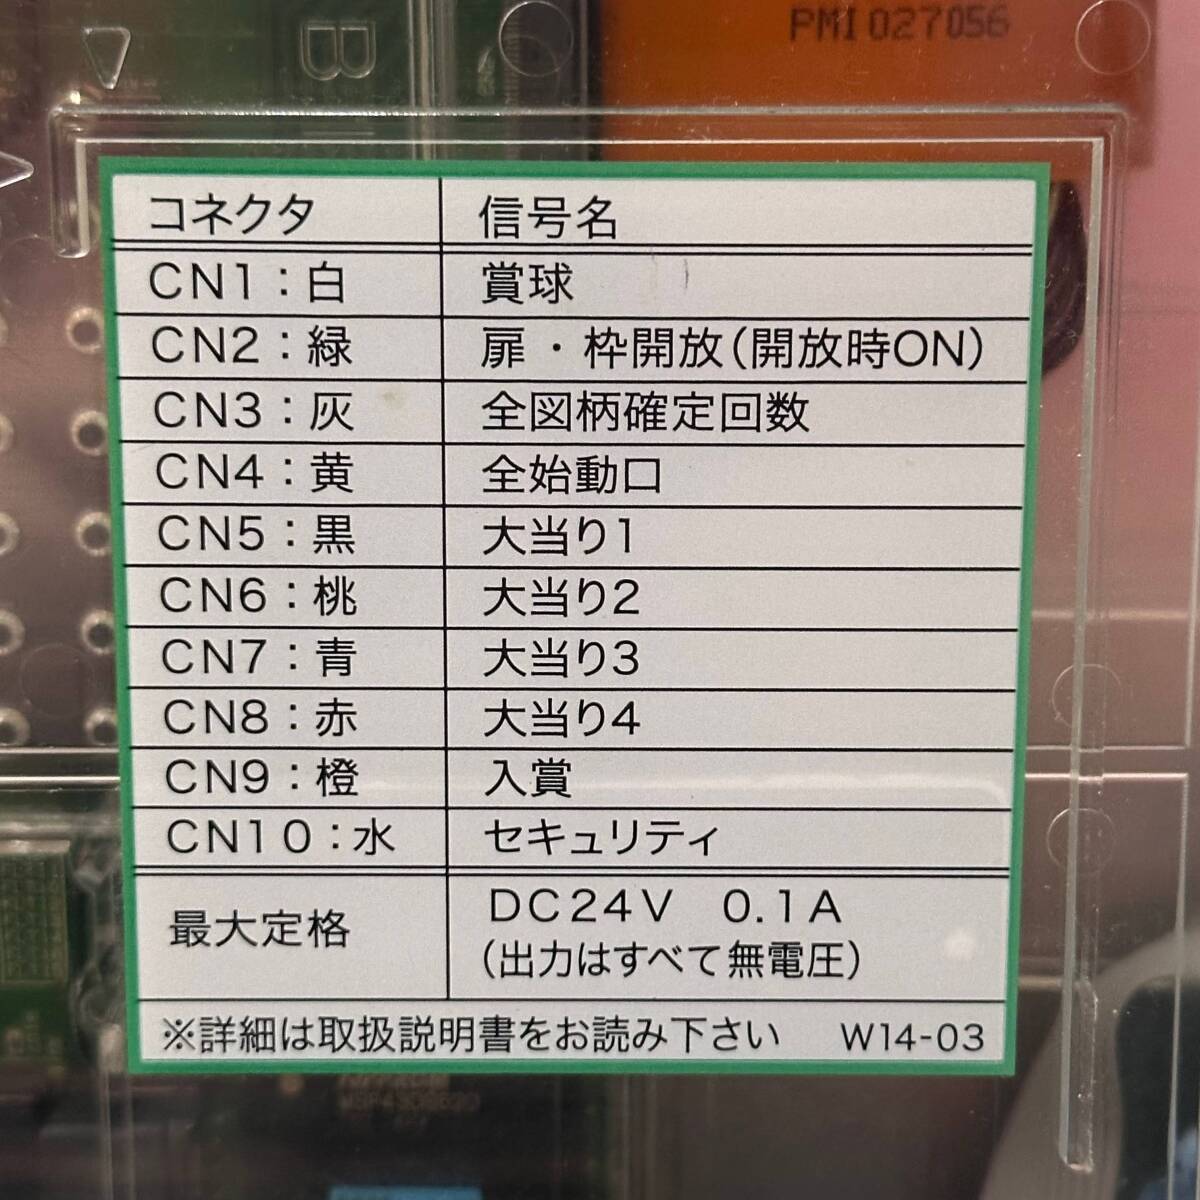 B
PM1 027056
コネクタ 信号名
CN1：白 賞球
CN2：緑 扉・枠開放(開放時ON)
CN3：灰 全図柄確定回数
CN4：黄 全始動口
CN5：黒 大当り1
CN6：桃 大当り2
CN7：青 大当り3
CN8：赤 大当り4
CN9：橙 入賞
CN10：水 セキュリティ
最大定格 DC24V 0.1A
(出力はすべて無電圧)
※詳細は取扱説明書をお読み下さい W14-03